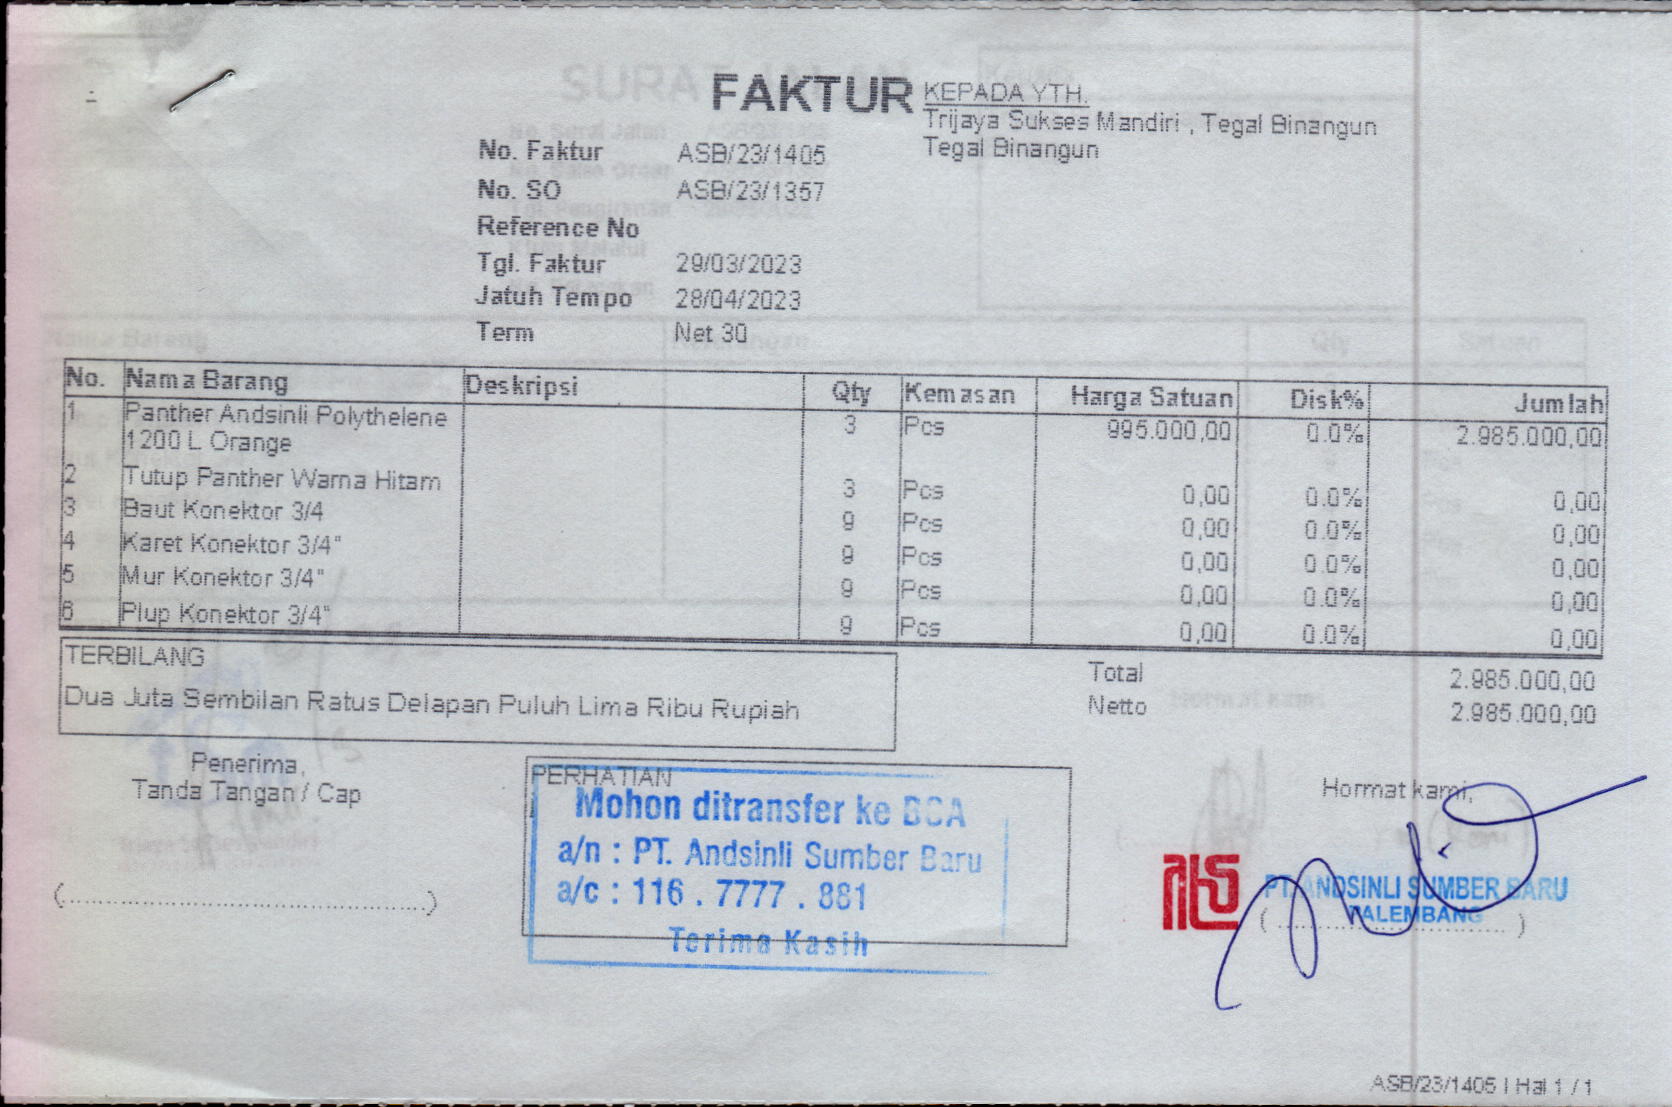 FAKTUR
KEPADA YTH.
Trijaya Sukses Mandiri , Tegal Binangun
Tegal Binangun
No. Faktur ASB/23/1405
No. SO ASB/23/1357
Reference No
Tgl. Faktur 29/03/2023
Jatuh Tempo 28/04/2023
Term Net 30
No. Nama Barang Deskripsi Qty Kemasan Harga Satuan Disk% Jumlah
1 Panther Andsinli Polythelene 3 Pcs 995.000,00 0.0% 2.985.000,00
1200 L Orange
2 Tutup Panther Warna Hitam 3 Pcs 0,00 0.0% 0,00
3 Baut Konektor 3/4 9 Pcs 0,00 0.0% 0,00
4 Karet Konektor 3/4" 9 Pcs 0,00 0.0% 0,00
5 Mur Konektor 3/4" 9 Pcs 0,00 0.0% 0,00
6 Plup Konektor 3/4" 9 Pcs 0,00 0.0% 0,00
TERBILANG
Dua Juta Sembilan Ratus Delapan Puluh Lima Ribu Rupiah
Total 2.985.000,00
Netto 2.985.000,00
Penerima,
Tanda Tangan / Cap
(..........................................)
PERHATIAN
Mohon ditransfer ke BCA
a/n : PT. Andsinli Sumber Baru
a/c : 116 . 7777 . 881
Terima Kasih
Hormat kami,
PT. ANDSINLI SUMBER BARU
PALEMBANG
(..............................)
ASB/23/1405 | Hal 1 / 1